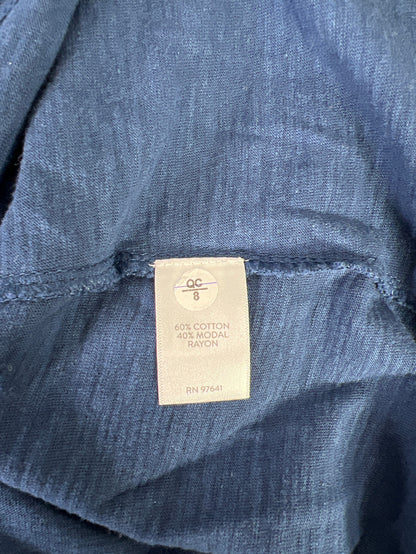 QC
8
60% COTTON
40% MODAL
RAYON
RN 97641